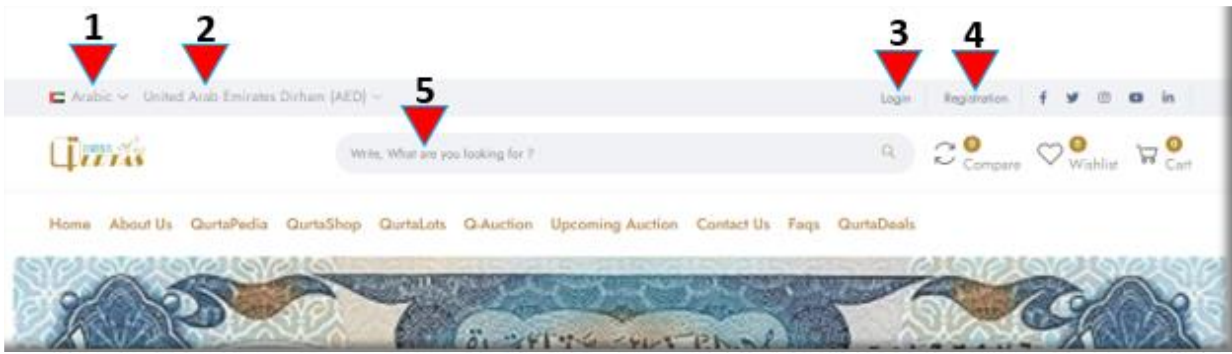 1 2 3 4
Arabic United Arab Emirates Dirham (AED) Login Registration
5
Write, What are you looking for ? 0 Compare 0 Wishlist 0 Cart
Home About Us QurtaPedia QurtaShop QurtaLots Q-Auction Upcoming Auction Contact Us Faqs QurtaDeals